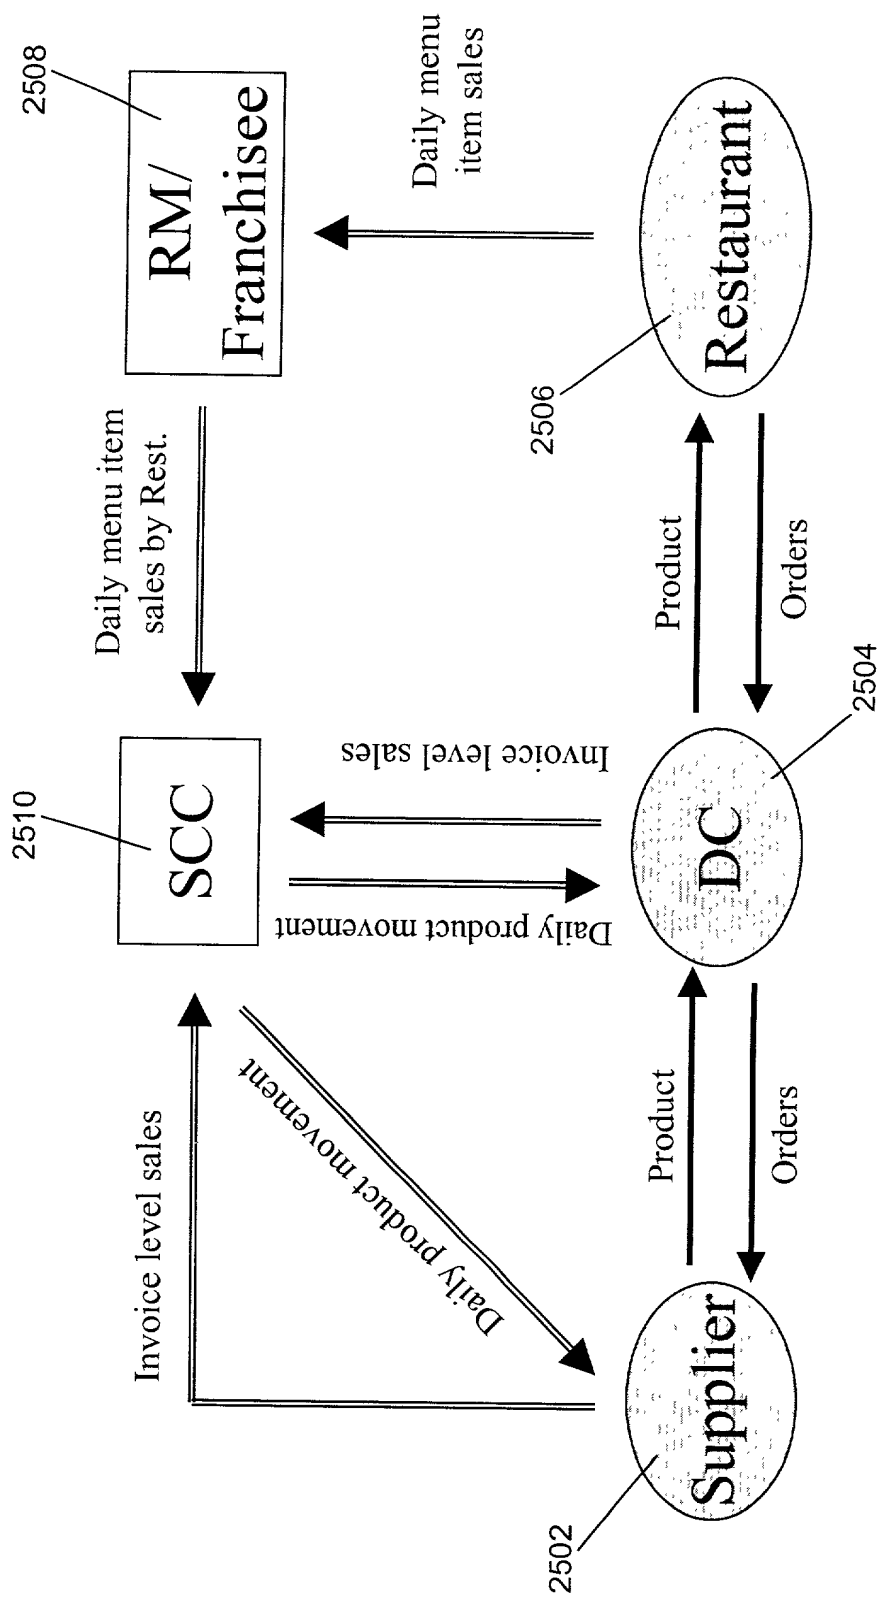 2510
2508
SCC
RM/
Franchisee
Invoice level sales
Daily menu item
sales by Rest.
Daily product movement
Daily product movement
Invoice level sales
Daily menu
item sales
2502
2506
Supplier
DC
Restaurant
Product
Product
Orders
Orders
2504